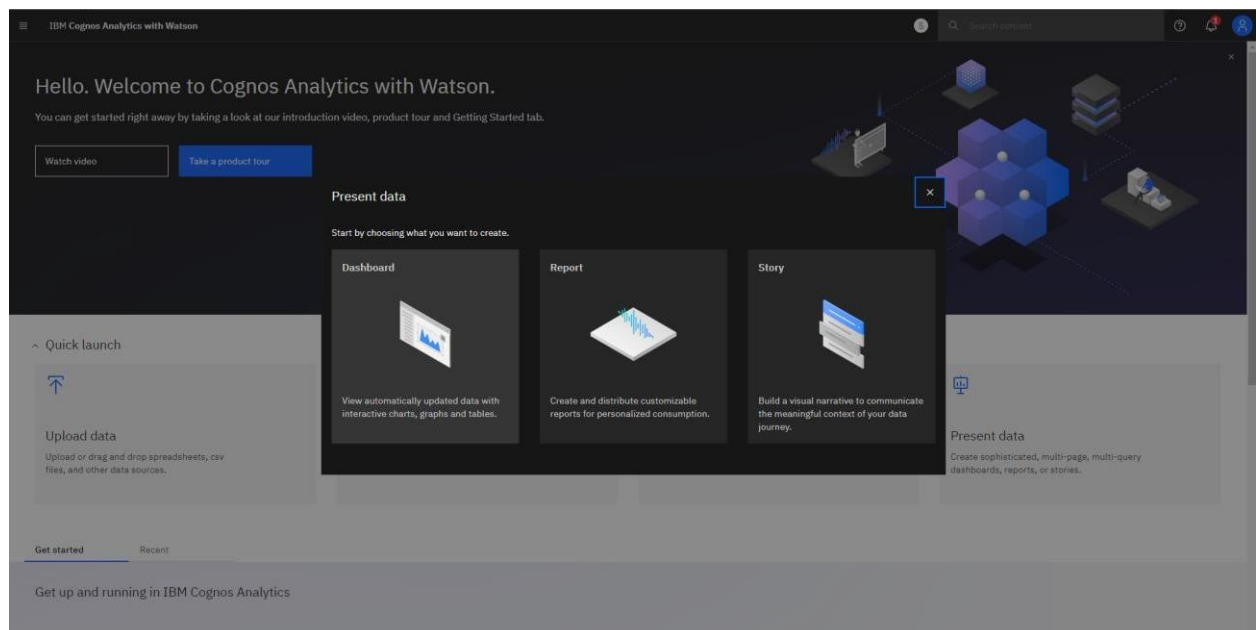 IBM Cognos Analytics with Watson
Search content
Hello. Welcome to Cognos Analytics with Watson.
You can get started right away by taking a look at our introduction video, product tour and Getting Started tab.
Watch video
Take a product tour
Present data
Start by choosing what you want to create.
Dashboard
View automatically updated data with
interactive charts, graphs and tables.
Report
Create and distribute customizable
reports for personalized consumption.
Story
Build a visual narrative to communicate
the meaningful context of your data
journey.
Quick launch
Upload data
Upload or drag and drop spreadsheets, csv
files, and other data sources.
Present data
Create sophisticated, multi-page, multi-query
dashboards, reports, or stories.
Get started
Recent
Get up and running in IBM Cognos Analytics